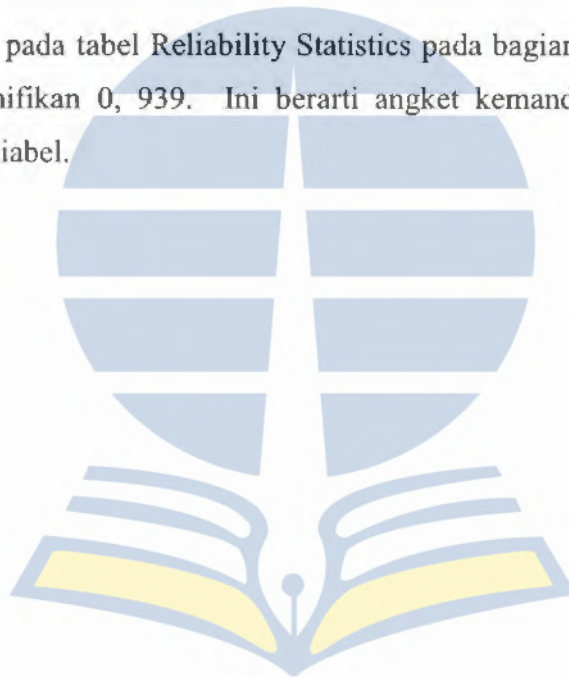 pada tabel Reliability Statistics pada bagian
nifikan 0, 939. Ini berarti angket kemand
iabel.